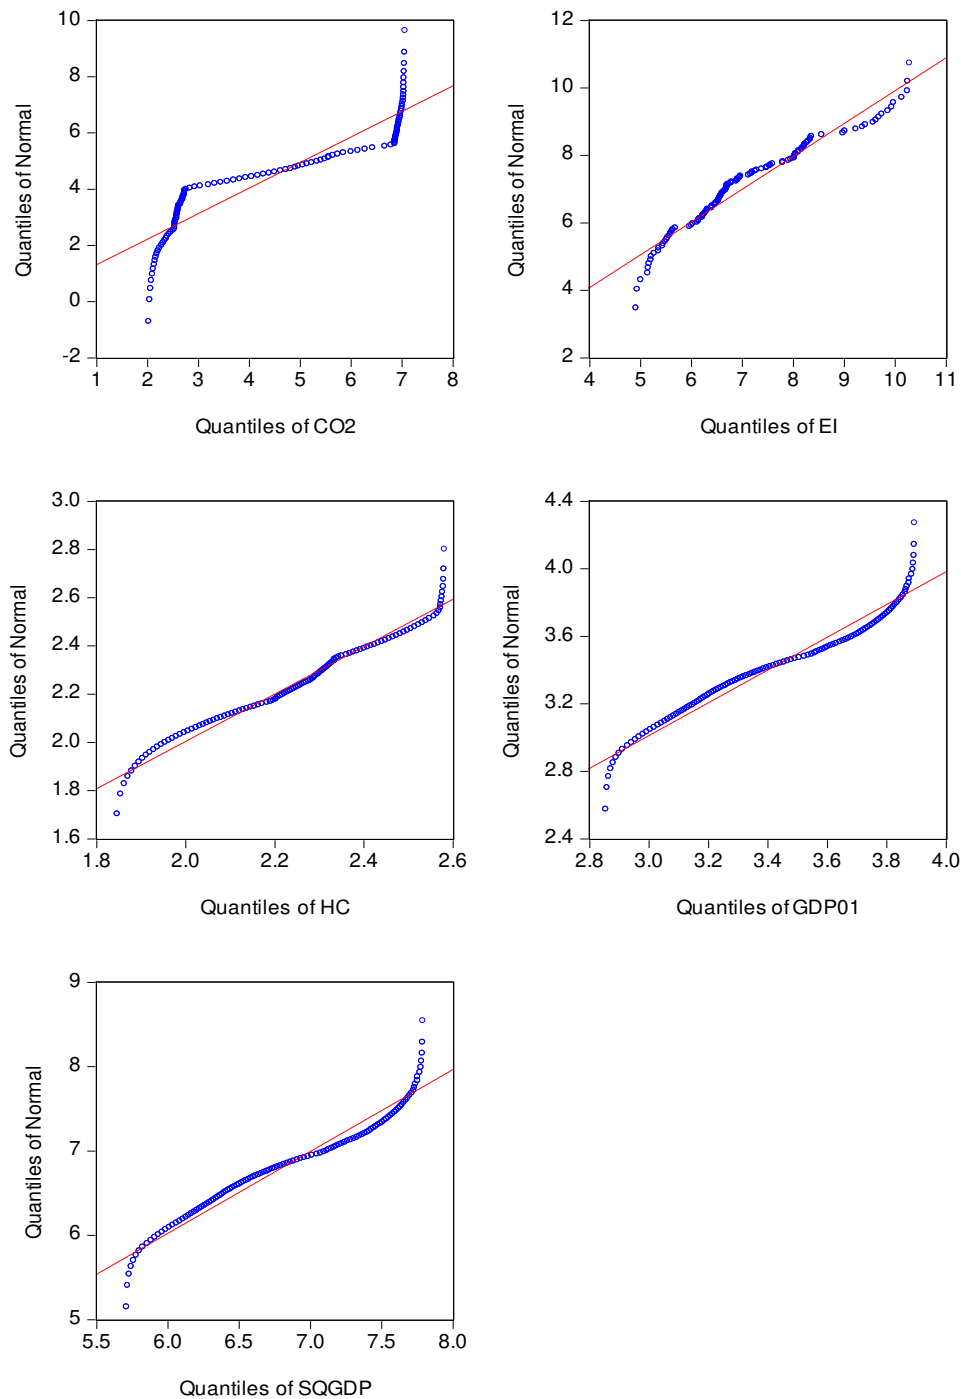 10
8
6
4
2
0
-2
Quantiles of Normal
1 2 3 4 5 6 7 8
Quantiles of CO2
12
10
8
6
4
2
Quantiles of Normal
4 5 6 7 8 9 10 11
Quantiles of EI
3.0
2.8
2.6
2.4
2.2
2.0
1.8
1.6
Quantiles of Normal
1.8 2.0 2.2 2.4 2.6
Quantiles of HC
4.4
4.0
3.6
3.2
2.8
2.4
Quantiles of Normal
2.8 3.0 3.2 3.4 3.6 3.8 4.0
Quantiles of GDP01
9
8
7
6
5
Quantiles of Normal
5.5 6.0 6.5 7.0 7.5 8.0
Quantiles of SQGDP